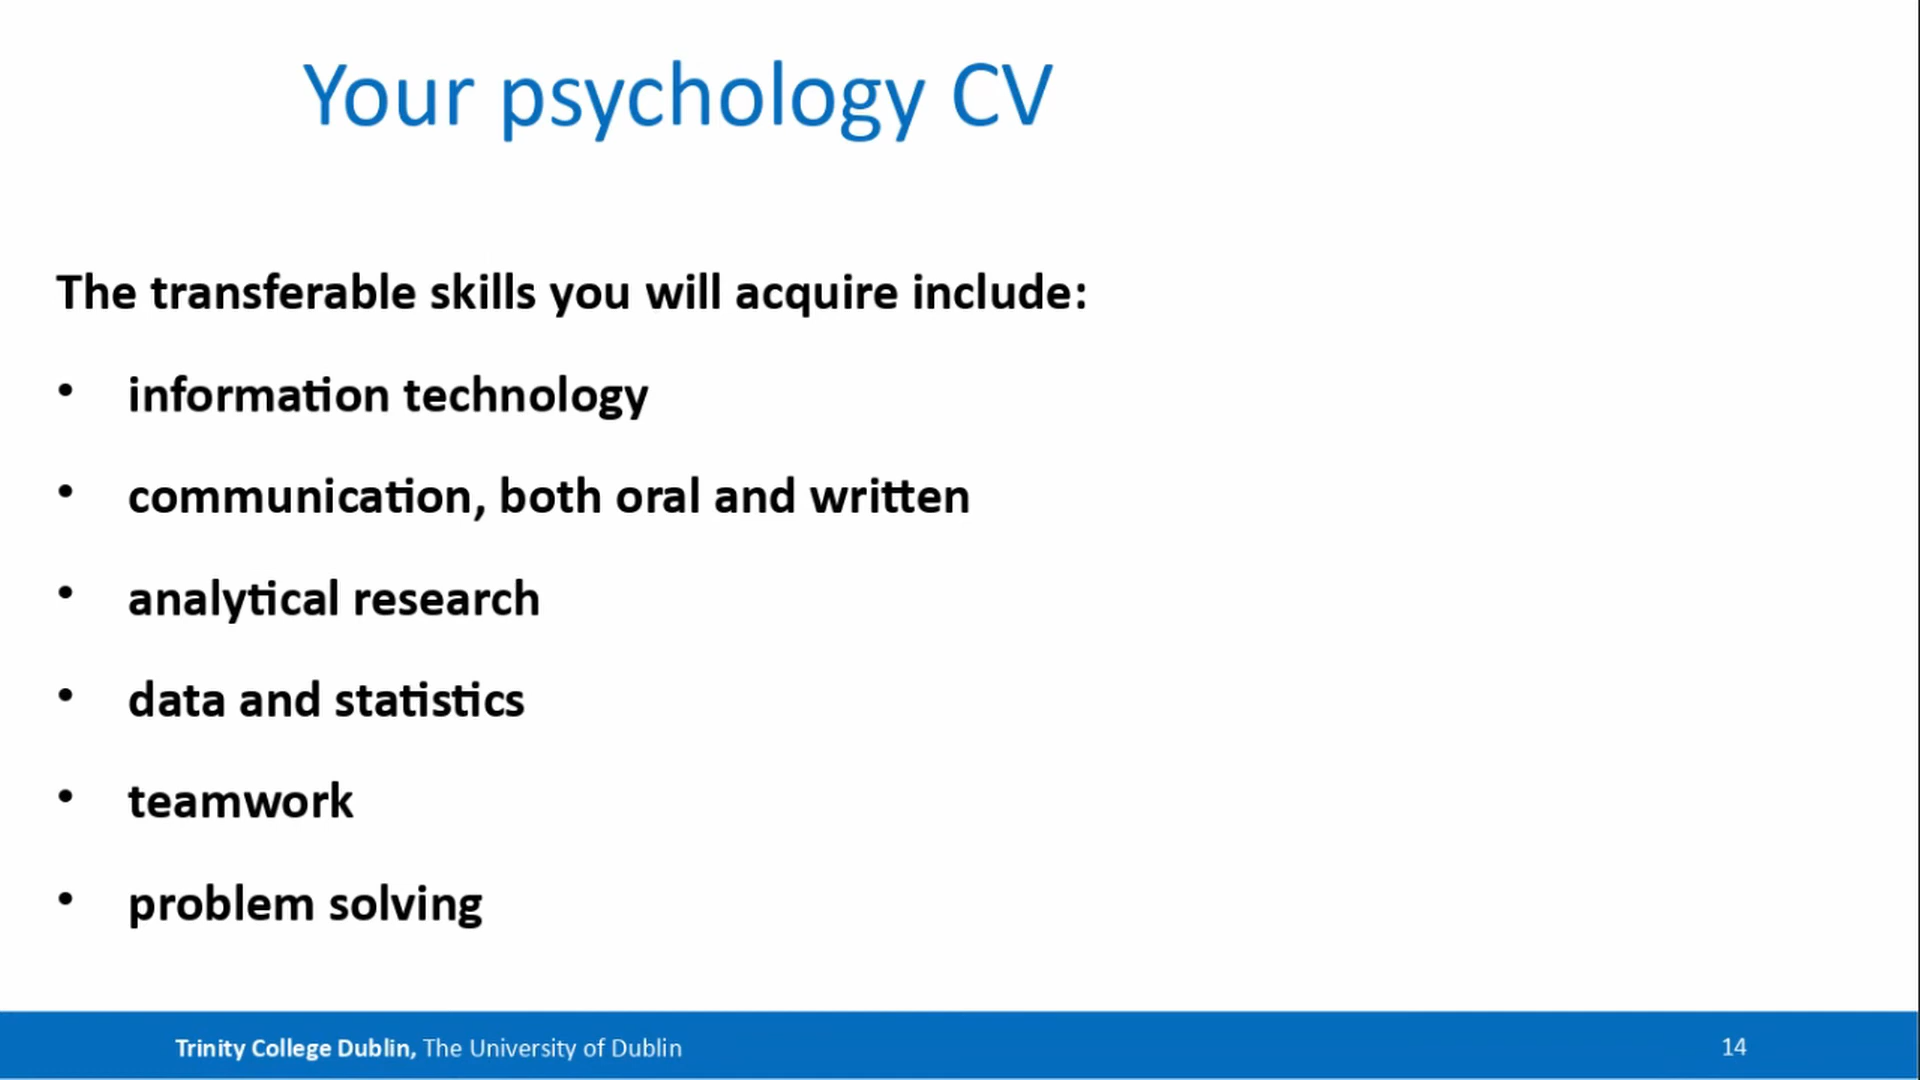 Your psychology CV
The transferable skills you will acquire include:
• information technology
• communication, both oral and written
• analytical research
• data and statistics
• teamwork
• problem solving
Trinity College Dublin, The University of Dublin
14